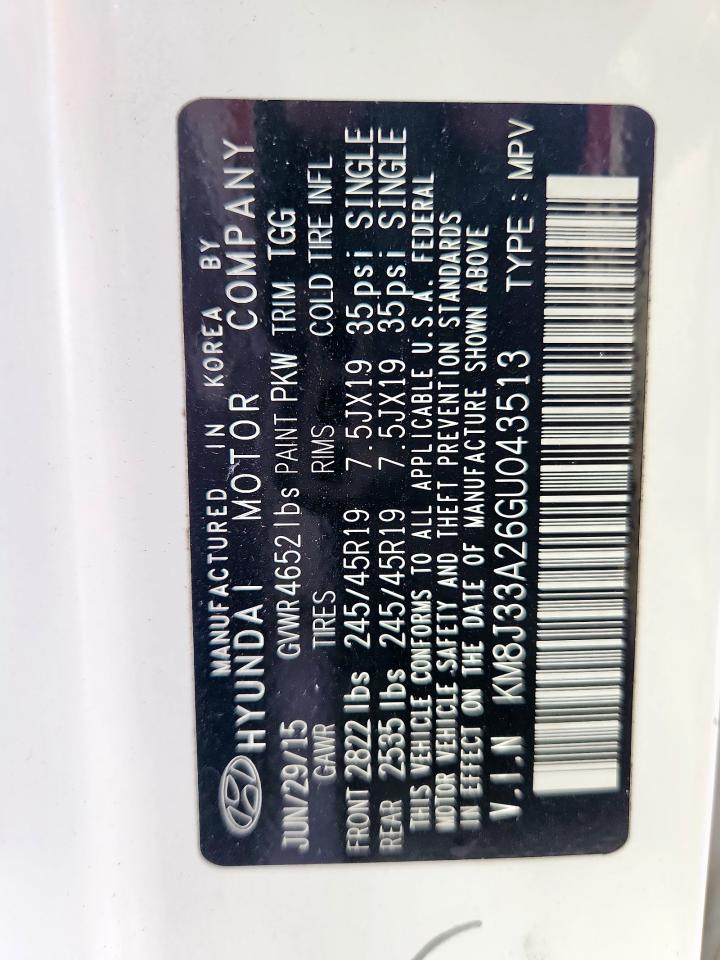 MANUFACTURED IN KOREA BY
HYUNDAI MOTOR COMPANY
JUN/29/15 GVWR 4652 lbs PAINT PKW TRIM TGG
GAWR TIRES RIMS COLD TIRE INFL
FRONT 2822 lbs 245/45R19 7.5JX19 35psi SINGLE
REAR 2535 lbs 245/45R19 7.5JX19 35psi SINGLE
THIS VEHICLE CONFORMS TO ALL APPLICABLE U.S.A. FEDERAL
MOTOR VEHICLE SAFETY AND THEFT PREVENTION STANDARDS
IN EFFECT ON THE DATE OF MANUFACTURE SHOWN ABOVE
V.I.N KM8J33A26GU043513 TYPE : MPV